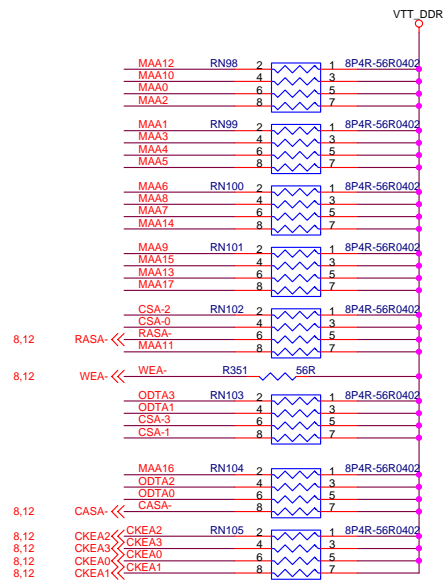 VTT_DDR
MAA12 RN98 2 1 8P4R-56R0402
MAA10 4 3
MAA0 6 5
MAA2 8 7
MAA1 RN99 2 1 8P4R-56R0402
MAA3 4 3
MAA4 6 5
MAA5 8 7
MAA6 RN100 2 1 8P4R-56R0402
MAA8 4 3
MAA7 6 5
MAA14 8 7
MAA9 RN101 2 1 8P4R-56R0402
MAA15 4 3
MAA13 6 5
MAA17 8 7
CSA-2 RN102 2 1 8P4R-56R0402
CSA-0 4 3
8,12 RASA- RASA- 6 5
MAA11 8 7
8,12 WEA- WEA- R351 56R
ODTA3 RN103 2 1 8P4R-56R0402
ODTA1 4 3
CSA-3 6 5
CSA-1 8 7
MAA16 RN104 2 1 8P4R-56R0402
ODTA2 4 3
ODTA0 6 5
8,12 CASA- CASA- 8 7
8,12 CKEA2 CKEA2 RN105 2 1 8P4R-56R0402
8,12 CKEA3 CKEA3 4 3
8,12 CKEA0 CKEA0 6 5
8,12 CKEA1 CKEA1 8 7